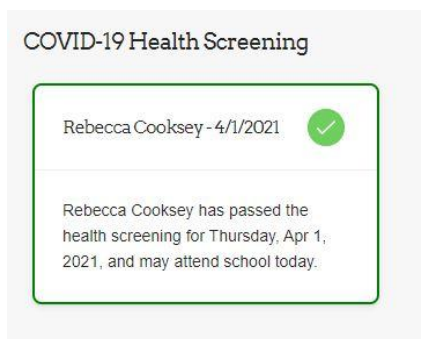 COVID-19 Health Screening
Rebecca Cooksey - 4/1/2021
Rebecca Cooksey has passed the
health screening for Thursday, Apr 1,
2021, and may attend school today.